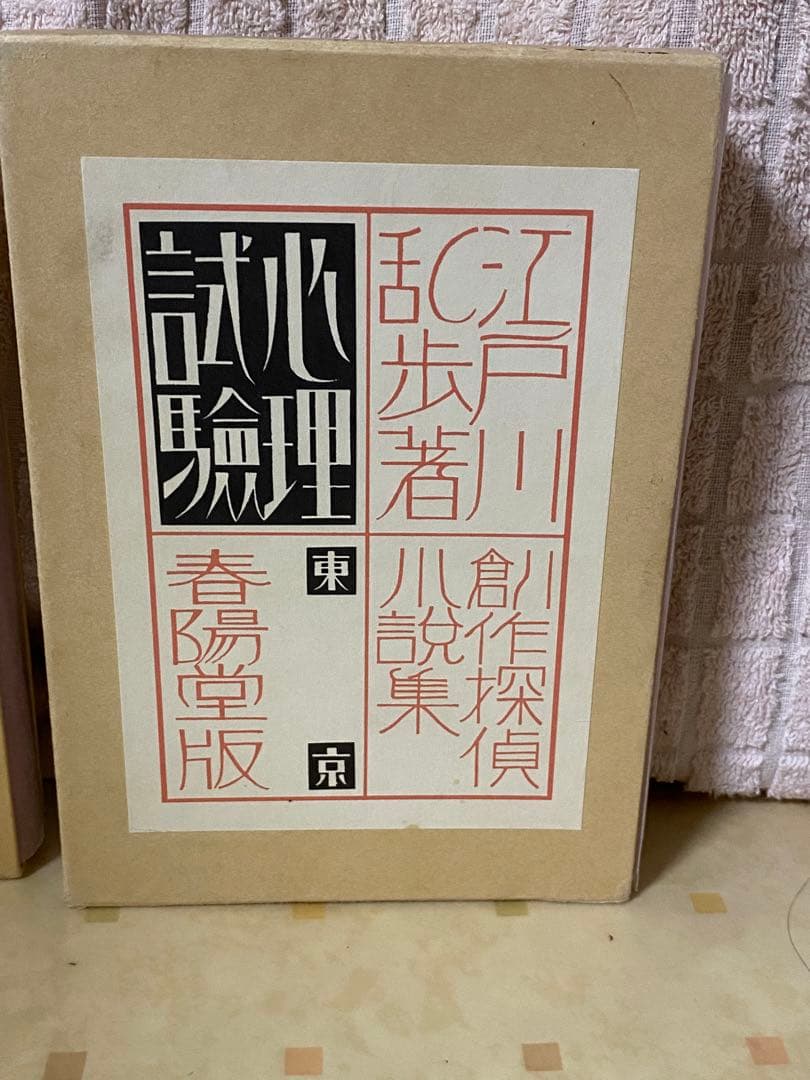 江戸川
乱歩著
心理
試驗
創作探偵
小説集
東京
春陽堂版